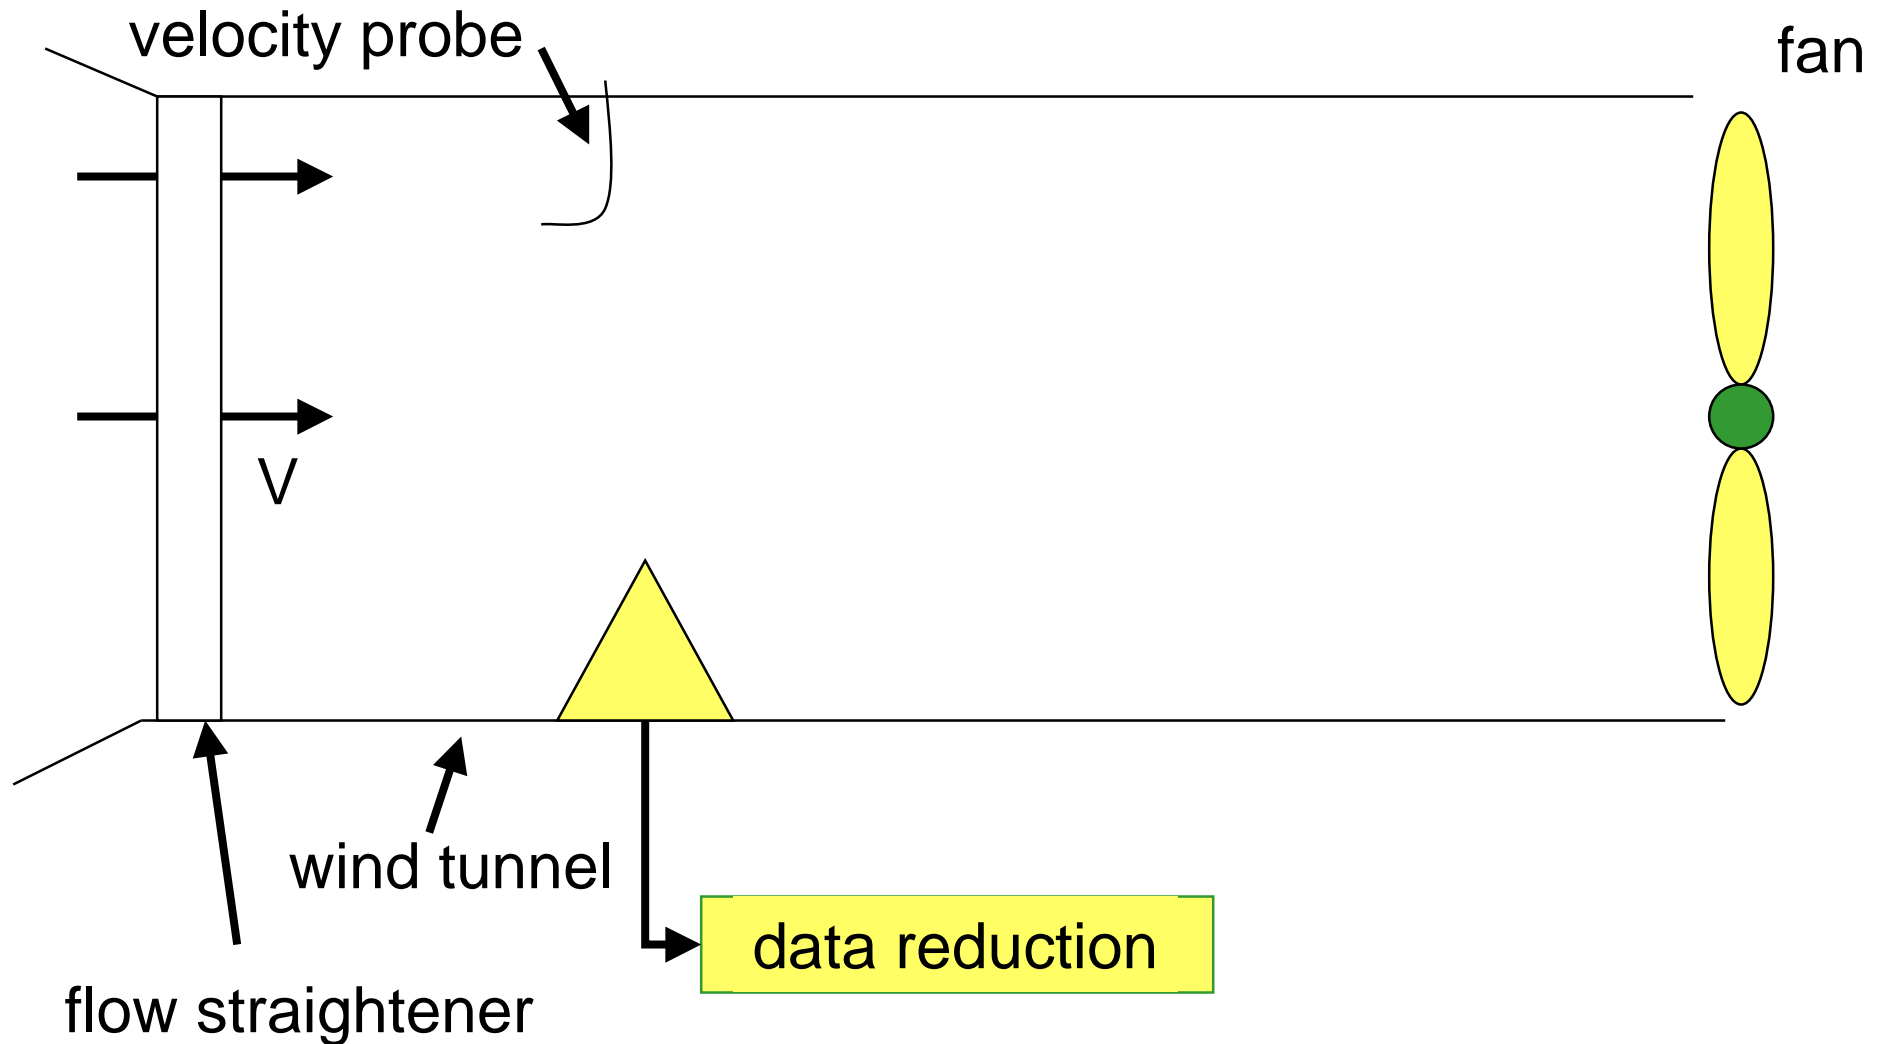 velocity probe
fan
V
wind tunnel
data reduction
flow straightener